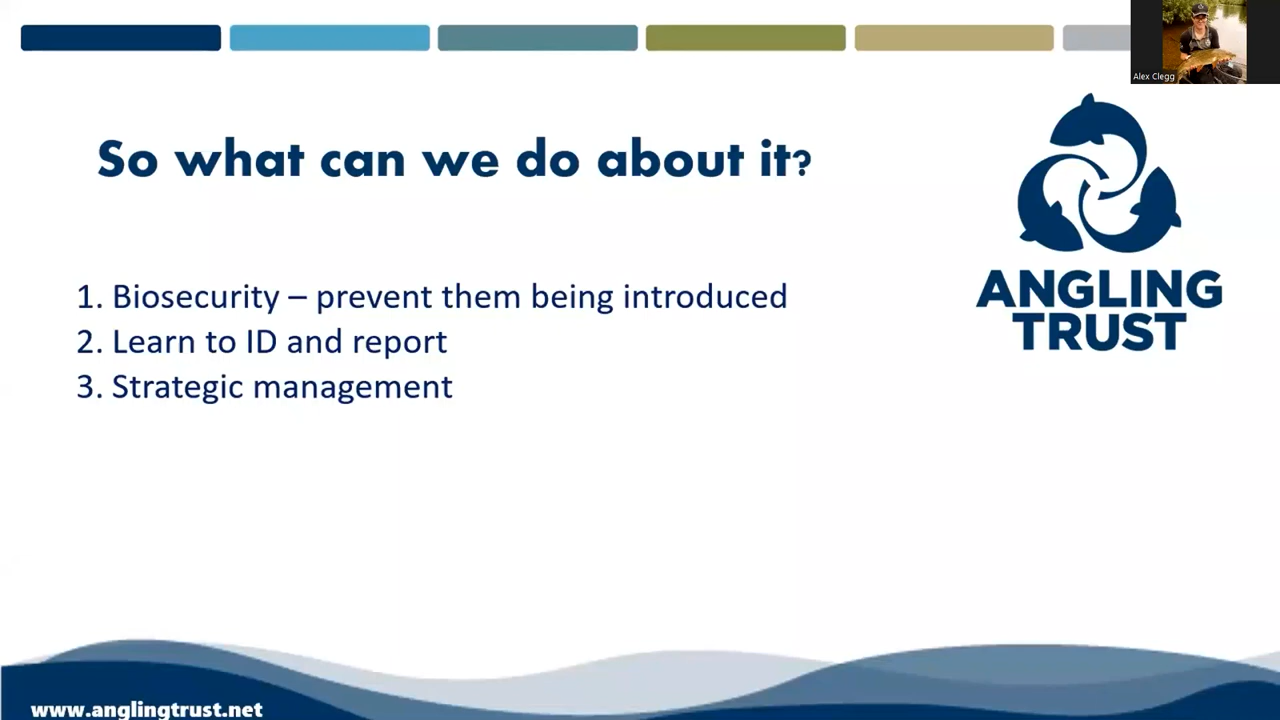 Alex Clegg
So what can we do about it?
ANGLING
TRUST
1. Biosecurity – prevent them being introduced
2. Learn to ID and report
3. Strategic management
www.anglingtrust.net